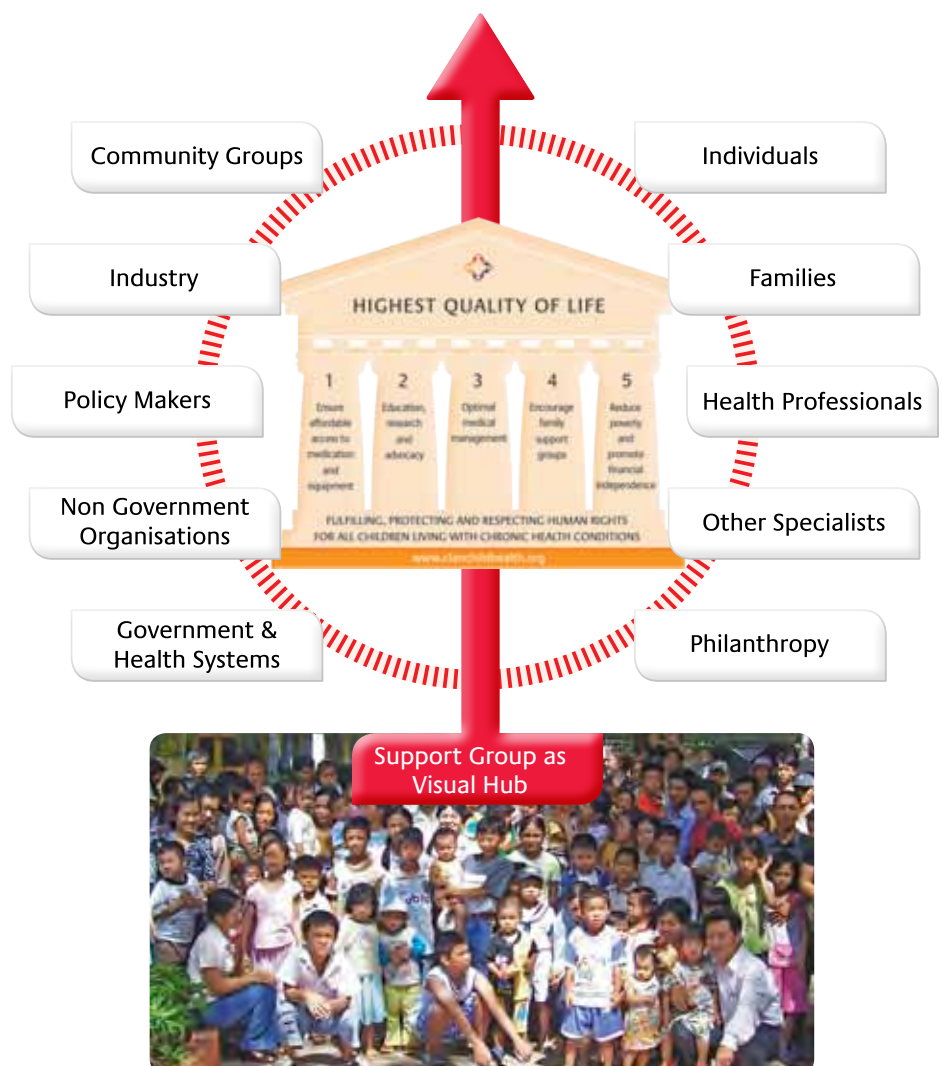 Community Groups
Individuals
Industry
Families
Policy Makers
Health Professionals
Non Government
Organisations
Other Specialists
Government &
Health Systems
Philanthropy
HIGHEST QUALITY OF LIFE
1
Ensure
affordable
access to
medication
and
equipment
2
Education,
research
and
advocacy
3
Optimal
medical
management
4
Encourage
family
support
groups
5
Reduce
poverty
and
promote
financial
independence
FULFILLING, PROTECTING AND RESPECTING HUMAN RIGHTS
FOR ALL CHILDREN LIVING WITH CHRONIC HEALTH CONDITIONS
www.clanchildhealth.org
Support Group as
Visual Hub